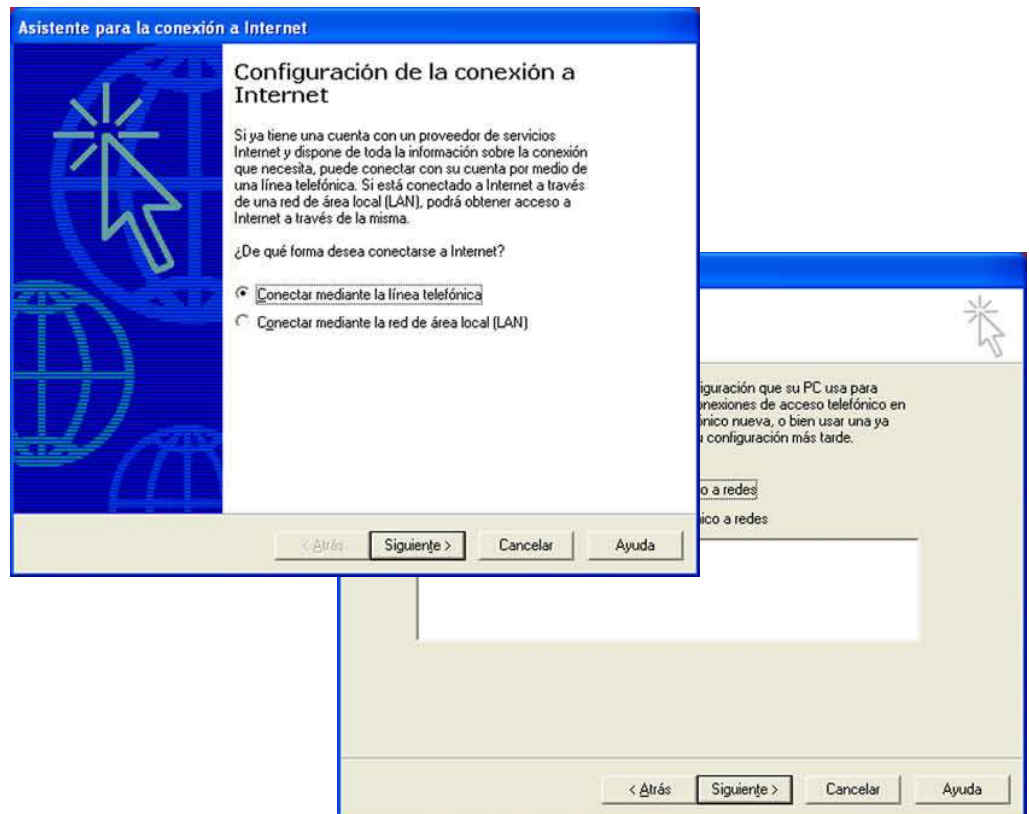 Asistente para la conexión a Internet
Configuración de la conexión a
Internet
Si ya tiene una cuenta con un proveedor de servicios
Internet y dispone de toda la información sobre la conexión
que necesita, puede conectar con su cuenta por medio de
una línea telefónica. Si está conectado a Internet a través
de una red de área local (LAN), podrá obtener acceso a
Internet a través de la misma.
¿De qué forma desea conectarse a Internet?
Conectar mediante la línea telefónica
Conectar mediante la red de área local (LAN)
< Atrás Siguiente > Cancelar Ayuda
iguración que su PC usa para
nexiones de acceso telefónico en
ónico nueva, o bien usar una ya
configuración más tarde.
o a redes
ico a redes
< Atrás Siguiente > Cancelar Ayuda